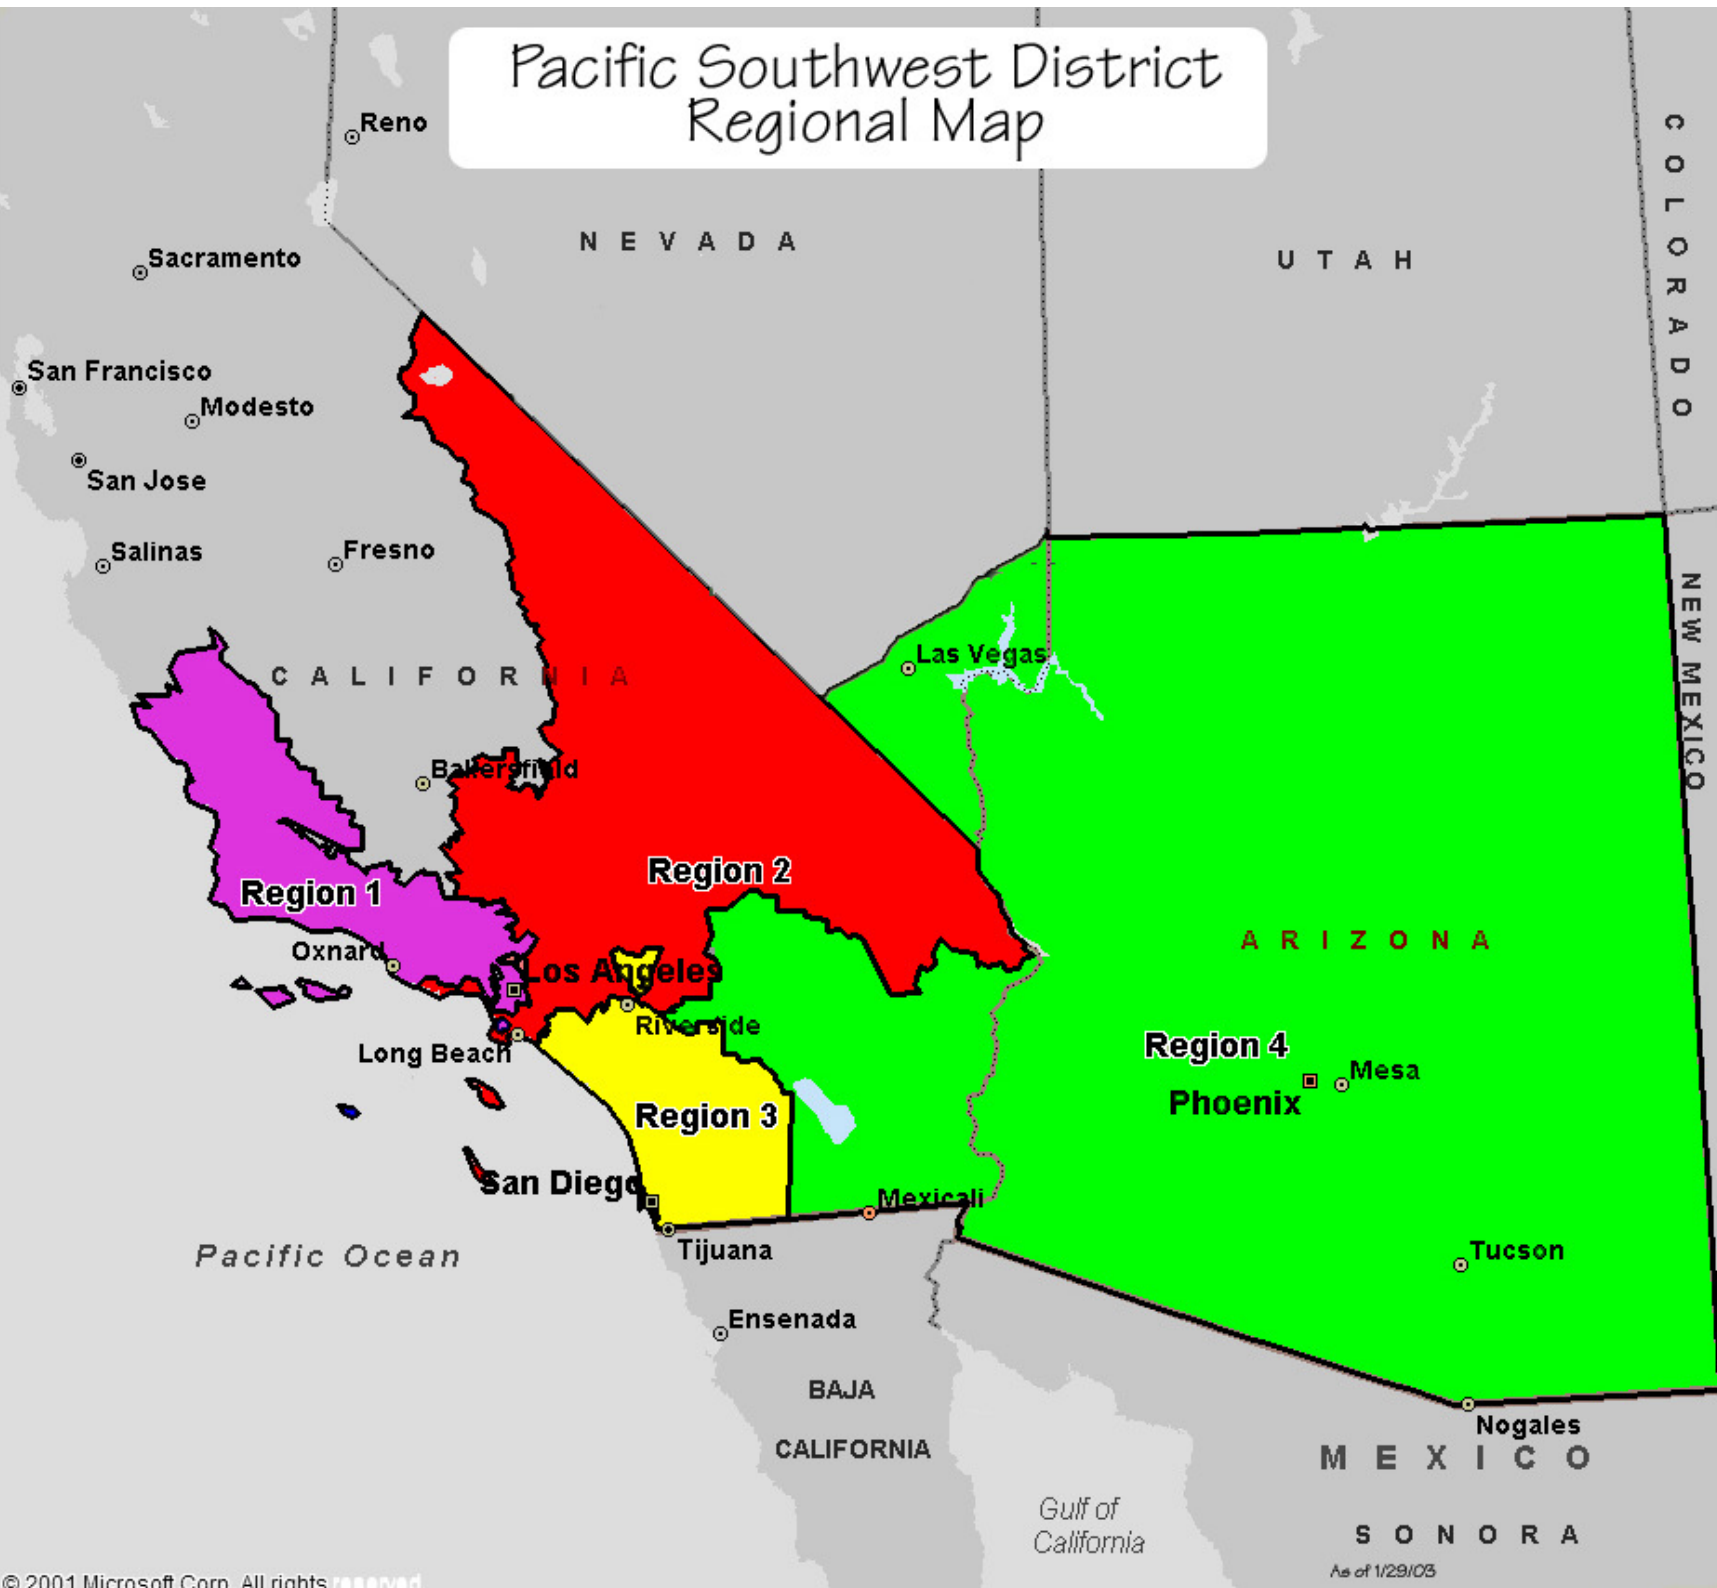 Pacific Southwest District
Regional Map
Reno
NEVADA
UTAH
COLORADO
Sacramento
San Francisco
Modesto
San Jose
Salinas
Fresno
NEW MEXICO
Las Vegas
CALIFORNIA
Bakersfield
Region 2
Region 1
ARIZONA
Oxnard
Los Angeles
Riverside
Long Beach
Region 4
Mesa
Phoenix
Region 3
San Diego
Mexicali
Pacific Ocean
Tijuana
Tucson
Ensenada
BAJA
CALIFORNIA
Nogales
MEXICO
Gulf of
California
SONORA
As of 1/29/03
© 2001 Microsoft Corp. All rights reserved